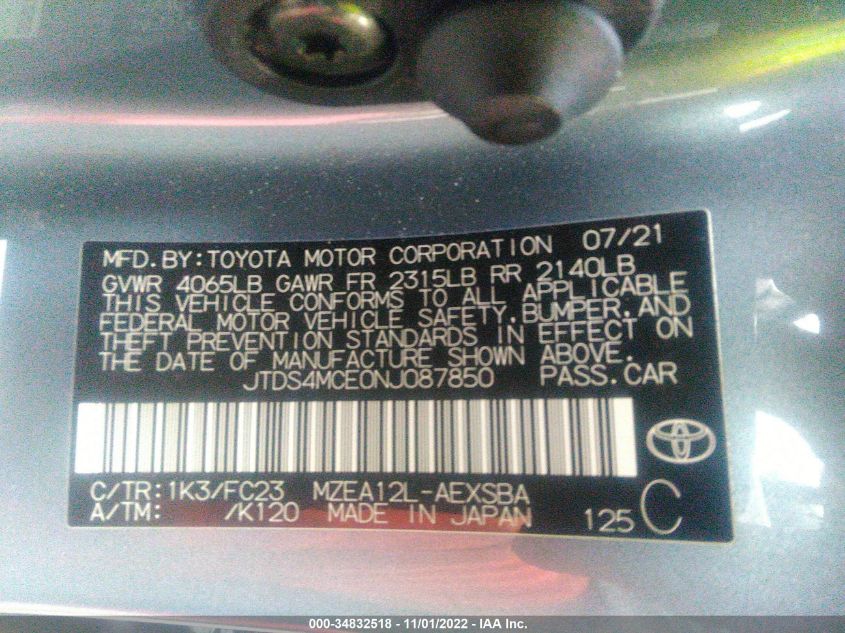 MFD. BY: TOYOTA MOTOR CORPORATION 07/21
GVWR 4065LB GAWR FR 2315LB RR 2140LB
THIS VEHICLE CONFORMS TO ALL APPLICABLE
FEDERAL MOTOR VEHICLE SAFETY, BUMPER, AND
THEFT PREVENTION STANDARDS IN EFFECT ON
THE DATE OF MANUFACTURE SHOWN ABOVE.
JTDS4MCE0NJ087850 PASS. CAR
C/TR: 1K3/FC23 MZEA12L-AEXSBA
A/TM: /K120 MADE IN JAPAN 125 C
000-34832518 - 11/01/2022 - IAA Inc.